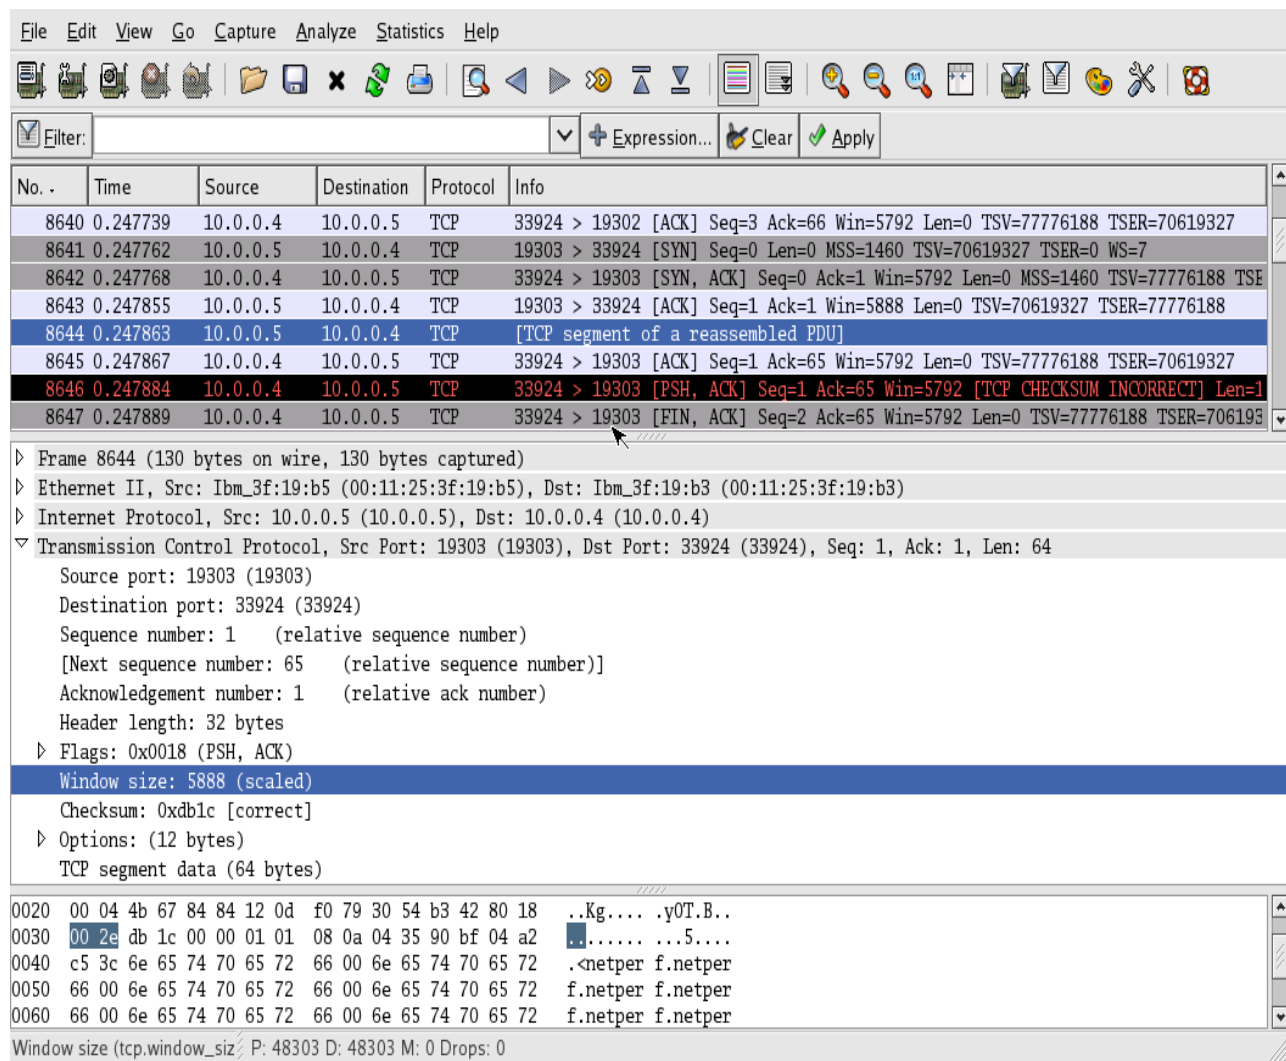 File Edit View Go Capture Analyze Statistics Help
Filter: Expression... Clear Apply
No. . Time Source Destination Protocol Info
8640 0.247739 10.0.0.4 10.0.0.5 TCP 33924 > 19302 [ACK] Seq=3 Ack=66 Win=5792 Len=0 TSV=77776188 TSER=70619327
8641 0.247762 10.0.0.5 10.0.0.4 TCP 19303 > 33924 [SYN] Seq=0 Len=0 MSS=1460 TSV=70619327 TSER=0 WS=7
8642 0.247768 10.0.0.4 10.0.0.5 TCP 33924 > 19303 [SYN, ACK] Seq=0 Ack=1 Win=5792 Len=0 MSS=1460 TSV=77776188 TSE
8643 0.247855 10.0.0.5 10.0.0.4 TCP 19303 > 33924 [ACK] Seq=1 Ack=1 Win=5888 Len=0 TSV=70619327 TSER=77776188
8644 0.247863 10.0.0.5 10.0.0.4 TCP [TCP segment of a reassembled PDU]
8645 0.247867 10.0.0.4 10.0.0.5 TCP 33924 > 19303 [ACK] Seq=1 Ack=65 Win=5792 Len=0 TSV=77776188 TSER=70619327
8646 0.247884 10.0.0.4 10.0.0.5 TCP 33924 > 19303 [PSH, ACK] Seq=1 Ack=65 Win=5792 [TCP CHECKSUM INCORRECT] Len=1
8647 0.247889 10.0.0.4 10.0.0.5 TCP 33924 > 19303 [FIN, ACK] Seq=2 Ack=65 Win=5792 Len=0 TSV=77776188 TSER=706193
Frame 8644 (130 bytes on wire, 130 bytes captured)
Ethernet II, Src: Ibm_3f:19:b5 (00:11:25:3f:19:b5), Dst: Ibm_3f:19:b3 (00:11:25:3f:19:b3)
Internet Protocol, Src: 10.0.0.5 (10.0.0.5), Dst: 10.0.0.4 (10.0.0.4)
Transmission Control Protocol, Src Port: 19303 (19303), Dst Port: 33924 (33924), Seq: 1, Ack: 1, Len: 64
Source port: 19303 (19303)
Destination port: 33924 (33924)
Sequence number: 1 (relative sequence number)
[Next sequence number: 65 (relative sequence number)]
Acknowledgement number: 1 (relative ack number)
Header length: 32 bytes
Flags: 0x0018 (PSH, ACK)
Window size: 5888 (scaled)
Checksum: 0xdb1c [correct]
Options: (12 bytes)
TCP segment data (64 bytes)
0020 00 04 4b 67 84 84 12 0d f0 79 30 54 b3 42 80 18 ..Kg.... .y0T.B..
0030 00 2e db 1c 00 00 01 01 08 0a 04 35 90 bf 04 a2 ........ ...5....
0040 c5 3c 6e 65 74 70 65 72 66 00 6e 65 74 70 65 72 .<netper f.netper
0050 66 00 6e 65 74 70 65 72 66 00 6e 65 74 70 65 72 f.netper f.netper
0060 66 00 6e 65 74 70 65 72 66 00 6e 65 74 70 65 72 f.netper f.netper
Window size (tcp.window_siz P: 48303 D: 48303 M: 0 Drops: 0